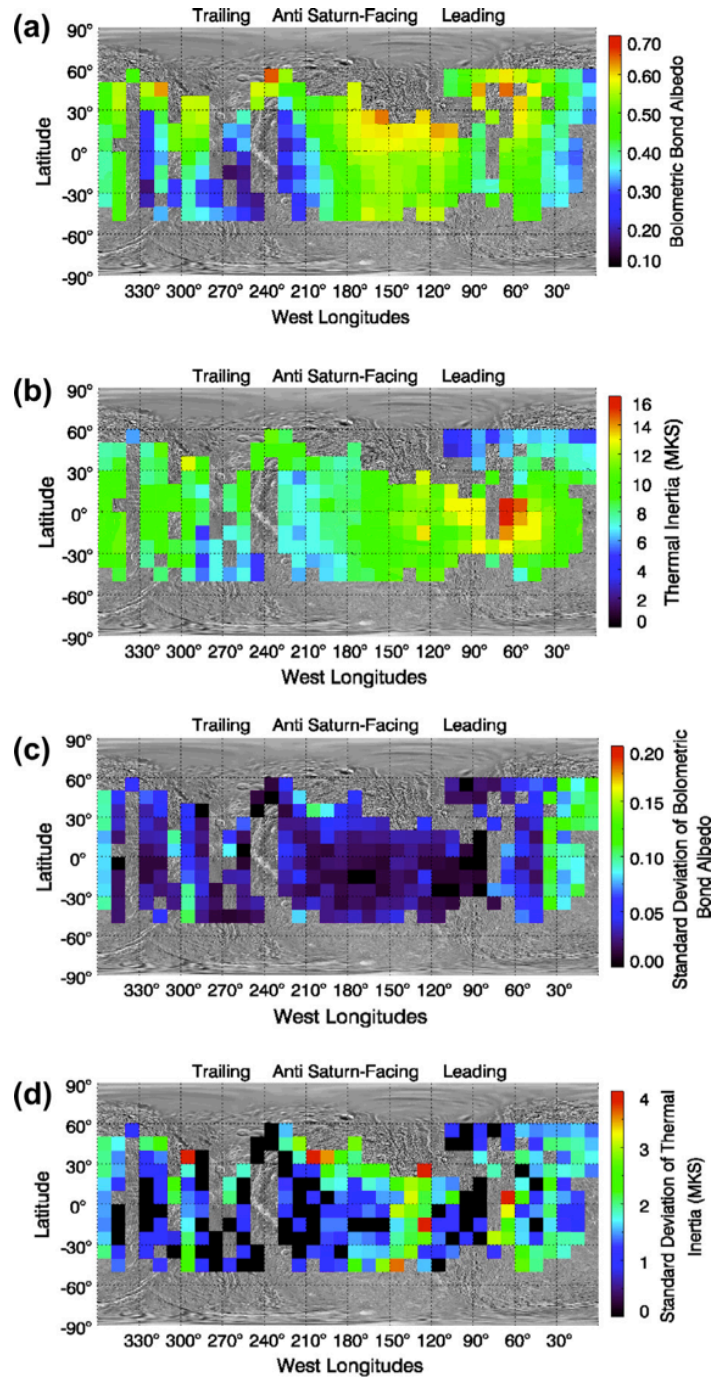 (a)
Trailing Anti Saturn-Facing Leading
90°
60°
30°
0°
-30°
-60°
-90°
Latitude
330° 300° 270° 240° 210° 180° 150° 120° 90° 60° 30°
West Longitudes
0.70
0.60
0.50
0.40
0.30
0.20
0.10
Bolometric Bond Albedo
(b)
Trailing Anti Saturn-Facing Leading
90°
60°
30°
0°
-30°
-60°
-90°
Latitude
330° 300° 270° 240° 210° 180° 150° 120° 90° 60° 30°
West Longitudes
16
14
12
10
8
6
4
2
0
Thermal Inertia (MKS)
(c)
Trailing Anti Saturn-Facing Leading
90°
60°
30°
0°
-30°
-60°
-90°
Latitude
330° 300° 270° 240° 210° 180° 150° 120° 90° 60° 30°
West Longitudes
0.20
0.15
0.10
0.05
0.00
Standard Deviation of Bolometric
Bond Albedo
(d)
Trailing Anti Saturn-Facing Leading
90°
60°
30°
0°
-30°
-60°
-90°
Latitude
330° 300° 270° 240° 210° 180° 150° 120° 90° 60° 30°
West Longitudes
4
3
2
1
0
Standard Deviation of Thermal
Inertia (MKS)